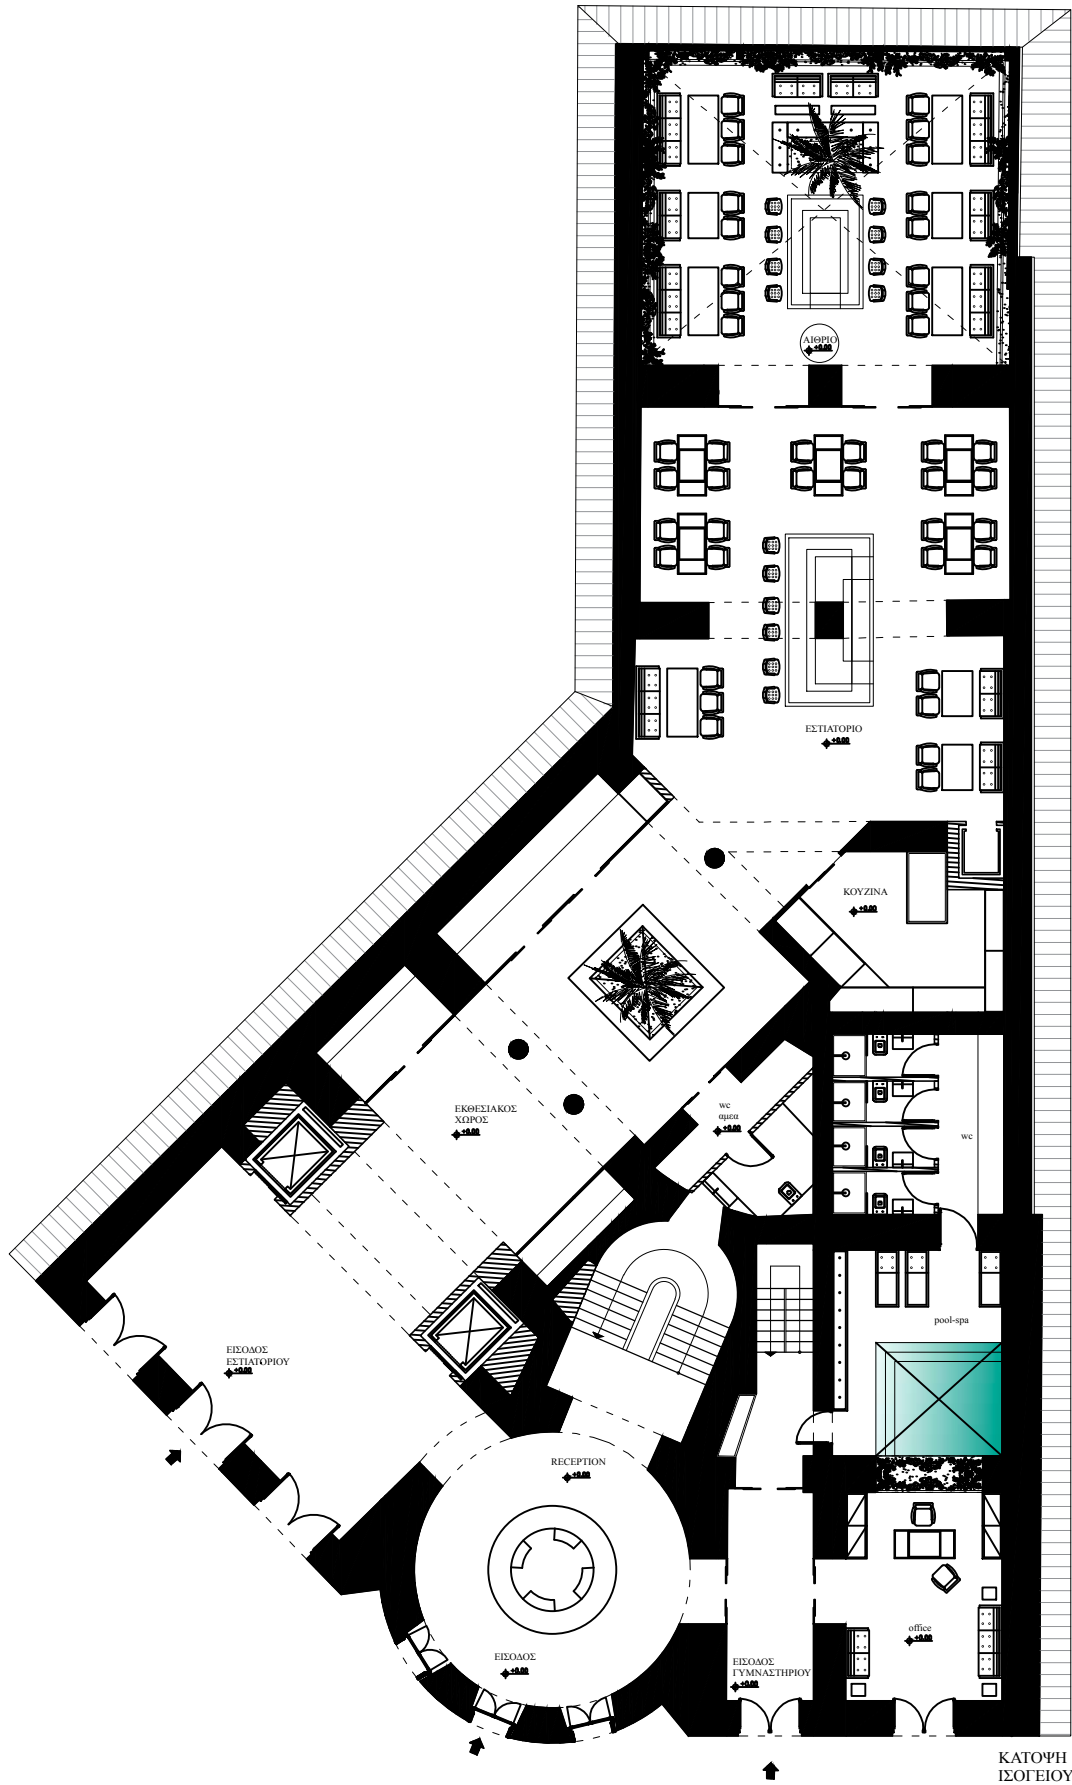 ΑΙΘΡΙΟ
+0.00
ΕΣΤΙΑΤΟΡΙΟ
+0.00
ΚΟΥΖΙΝΑ
+0.00
wc
αμεα
+0.00
ΕΚΘΕΣΙΑΚΟΣ
ΧΩΡΟΣ
+0.00
wc
pool-spa
ΕΙΣΟΔΟΣ
ΕΣΤΙΑΤΟΡΙΟΥ
+0.00
RECEPTION
+0.00
office
+0.00
ΕΙΣΟΔΟΣ
+0.00
ΕΙΣΟΔΟΣ
ΓΥΜΝΑΣΤΗΡΙΟΥ
+0.00
ΚΑΤΟΨΗ
ΙΣΟΓΕΙΟΥ